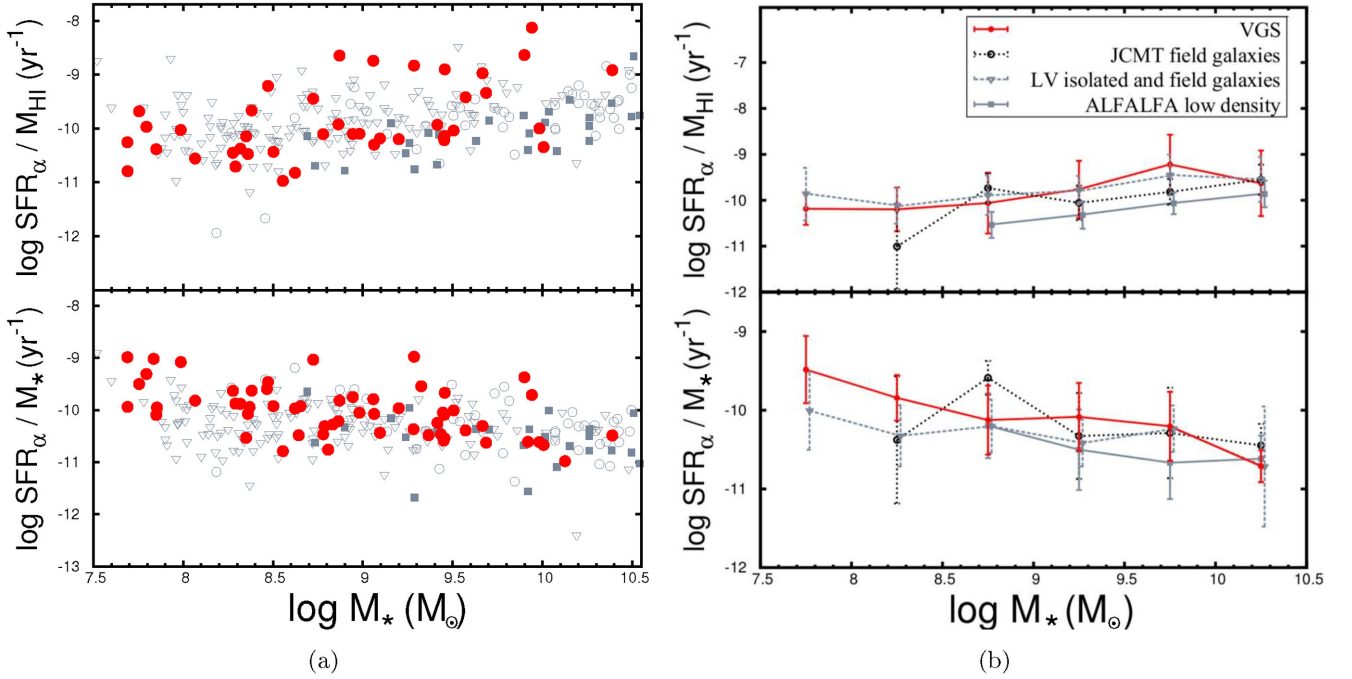 log SFRα / MHI (yr-1)
-8
-9
-10
-11
-12
log SFRα / M* (yr-1)
-8
-9
-10
-11
-12
-13
7.5 8 8.5 9 9.5 10 10.5
log M* (M⊙)
(a)
VGS
JCMT field galaxies
LV isolated and field galaxies
ALFALFA low density
log SFRα / MHI (yr-1)
-7
-8
-9
-10
-11
-12
log SFRα / M* (yr-1)
-9
-10
-11
-12
7.5 8 8.5 9 9.5 10 10.5
log M* (M⊙)
(b)